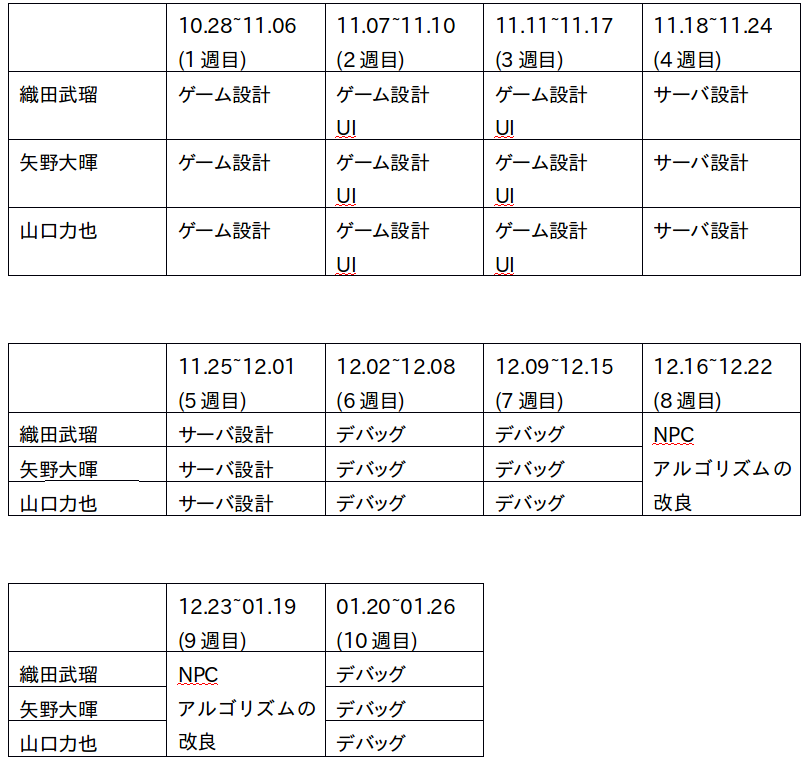 10.28~11.06 11.07~11.10 11.11~11.17 11.18~11.24
(1週目) (2週目) (3週目) (4週目)
織田武瑠 ゲーム設計 ゲーム設計 ゲーム設計 サーバ設計
UI UI
矢野大暉 ゲーム設計 ゲーム設計 ゲーム設計 サーバ設計
UI UI
山口力也 ゲーム設計 ゲーム設計 ゲーム設計 サーバ設計
UI UI
11.25~12.01 12.02~12.08 12.09~12.15 12.16~12.22
(5週目) (6週目) (7週目) (8週目)
織田武瑠 サーバ設計 デバッグ デバッグ NPC
矢野大暉 サーバ設計 デバッグ デバッグ アルゴリズムの
山口力也 サーバ設計 デバッグ デバッグ 改良
12.23~01.19 01.20~01.26
(9週目) (10週目)
織田武瑠 NPC デバッグ
矢野大暉 アルゴリズムの デバッグ
山口力也 改良 デバッグ